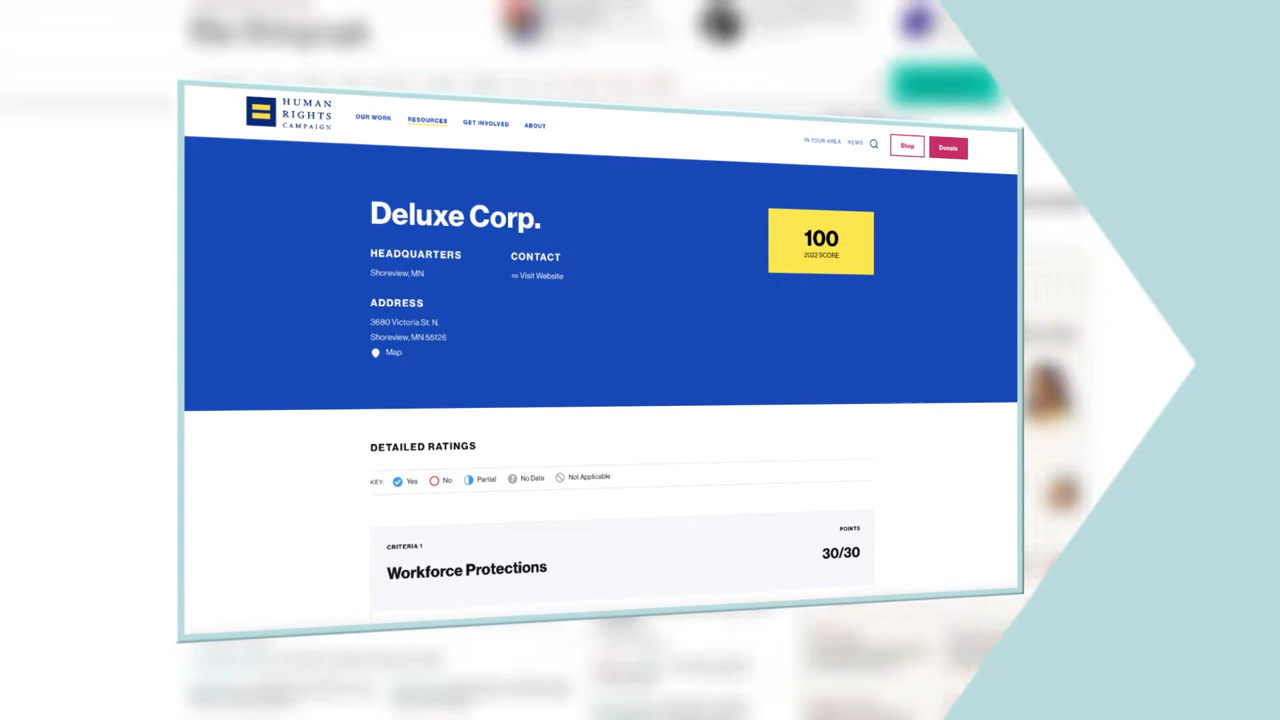 HUMAN
RIGHTS
CAMPAIGN
OUR WORK RESOURCES GET INVOLVED ABOUT
IN YOUR AREA NEWS Shop Donate
Deluxe Corp.
100
2022 SCORE
HEADQUARTERS CONTACT
Shoreview, MN Visit Website
ADDRESS
3680 Victoria St. N.
Shoreview, MN 55126
Map
DETAILED RATINGS
KEY: Yes No Partial ? No Data Not Applicable
CRITERIA 1 POINTS
Workforce Protections 30/30